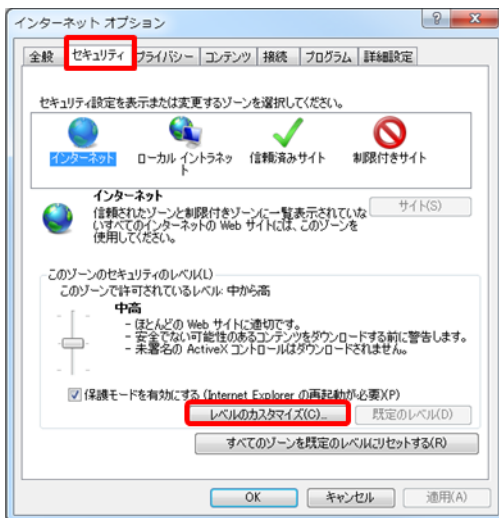 インターネット オプション
全般 セキュリティ プライバシー コンテンツ 接続 プログラム 詳細設定
セキュリティ設定を表示または変更するゾーンを選択してください。
インターネット ローカル イントラネッ
ト 信頼済みサイト 制限付きサイト
インターネット
サイト(S)
信頼されたゾーンと制限付きゾーンに一覧表示されていな
いすべてのインターネットの Web サイトには、このゾーンを
使用してください。
このゾーンのセキュリティのレベル(L)
このゾーンで許可されているレベル: 中から高
中高
- ほとんどの Web サイトに適切です。
- 安全でない可能性のあるコンテンツをダウンロードする前に警告します。
- 未署名の ActiveX コントロールはダウンロードされません。
保護モードを有効にする (Internet Explorer の再起動が必要)(P)
レベルのカスタマイズ(C)... 既定のレベル(D)
すべてのゾーンを既定のレベルにリセットする(R)
OK キャンセル 適用(A)